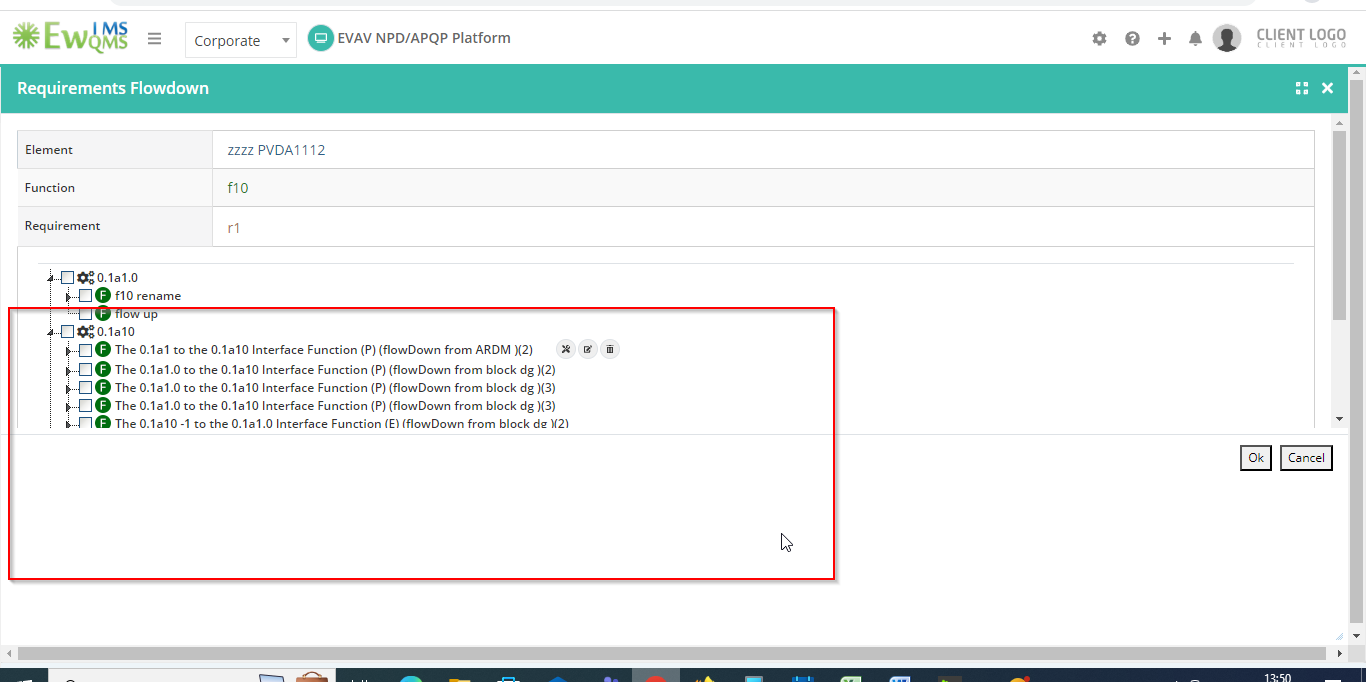 Ew I MS
QMS
Corporate
EVAV NPD/APQP Platform
CLIENT LOGO
CLIENT LOGO
Requirements Flowdown
Element
zzzz PVDA1112
Function
f10
Requirement
r1
0.1a1.0
F f10 rename
F flow up
0.1a10
F The 0.1a1 to the 0.1a10 Interface Function (P) (flowDown from ARDM )(2)
F The 0.1a1.0 to the 0.1a10 Interface Function (P) (flowDown from block dg )(2)
F The 0.1a1.0 to the 0.1a10 Interface Function (P) (flowDown from block dg )(3)
F The 0.1a1.0 to the 0.1a10 Interface Function (P) (flowDown from block dg )(3)
F The 0.1a10 -1 to the 0.1a1.0 Interface Function (E) (flowDown from block dg )(2)
Ok
Cancel
13:50